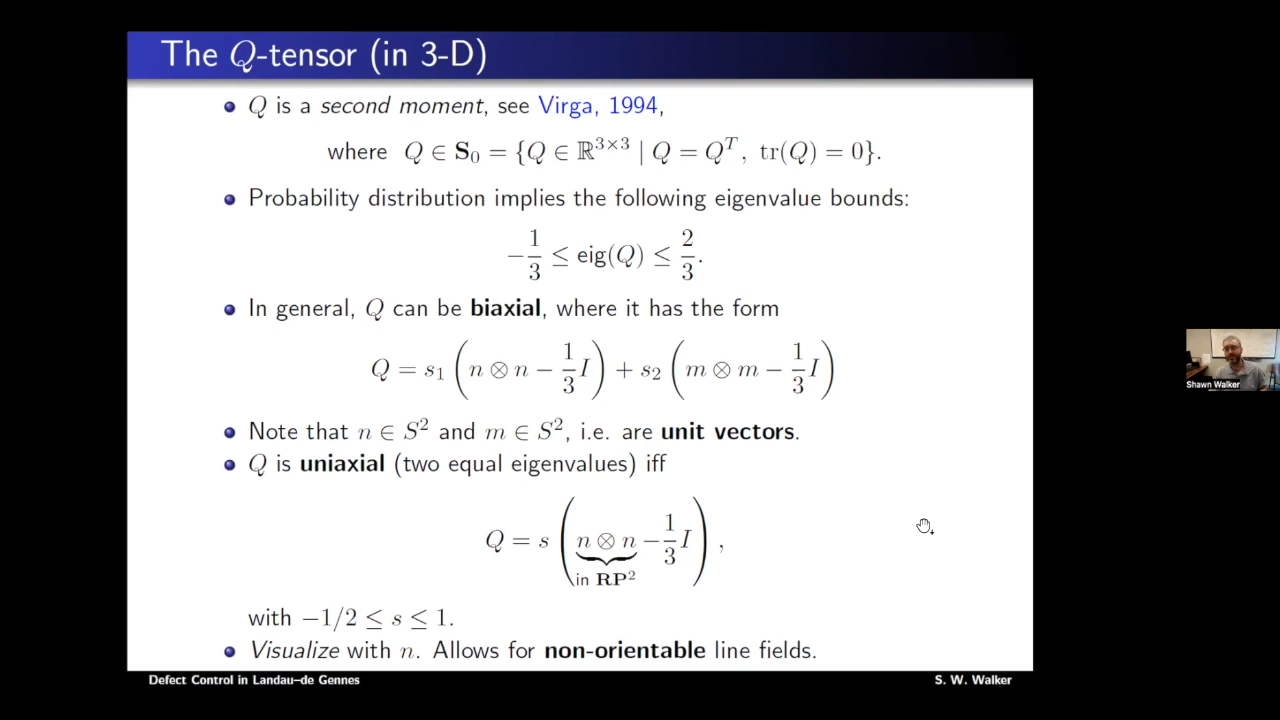 The Q-tensor (in 3-D)
Q is a second moment, see Virga, 1994,
where Q ∈ S₀ = {Q ∈ ℝ³ˣ³ | Q = Qᵀ, tr(Q) = 0}.
Probability distribution implies the following eigenvalue bounds:
−1/3 ≤ eig(Q) ≤ 2/3.
In general, Q can be biaxial, where it has the form
Q = s₁ (n ⊗ n − 1/3 I) + s₂ (m ⊗ m − 1/3 I)
Note that n ∈ S² and m ∈ S², i.e. are unit vectors.
Q is uniaxial (two equal eigenvalues) iff
Q = s (n ⊗ n − 1/3 I),
in RP²
with −1/2 ≤ s ≤ 1.
Visualize with n. Allows for non-orientable line fields.
Defect Control in Landau–de Gennes
S. W. Walker
Shawn Walker